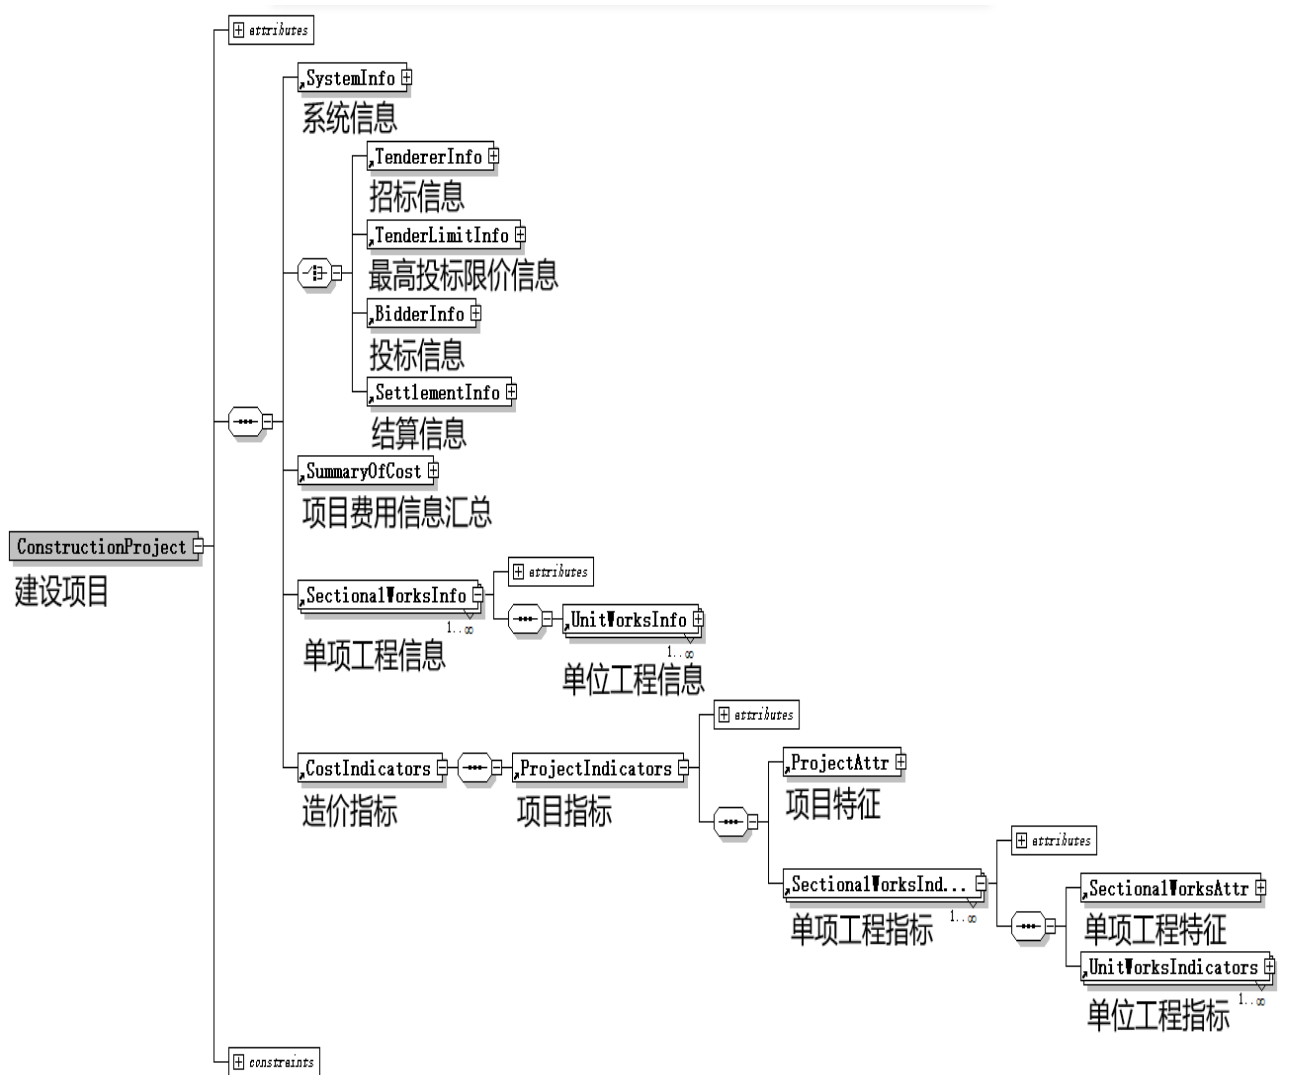 attributes
SystemInfo
系统信息
TendererInfo
招标信息
TenderLimitInfo
最高投标限价信息
BidderInfo
投标信息
SettlementInfo
结算信息
SummaryOfCost
项目费用信息汇总
ConstructionProject
建设项目
attributes
SectionalWorksInfo
1..∞
单项工程信息
UnitWorksInfo
1..∞
单位工程信息
attributes
CostIndicators
造价指标
ProjectIndicators
项目指标
ProjectAttr
项目特征
attributes
SectionalWorksInd...
1..∞
单项工程指标
SectionalWorksAttr
单项工程特征
UnitWorksIndicators
1..∞
单位工程指标
constraints